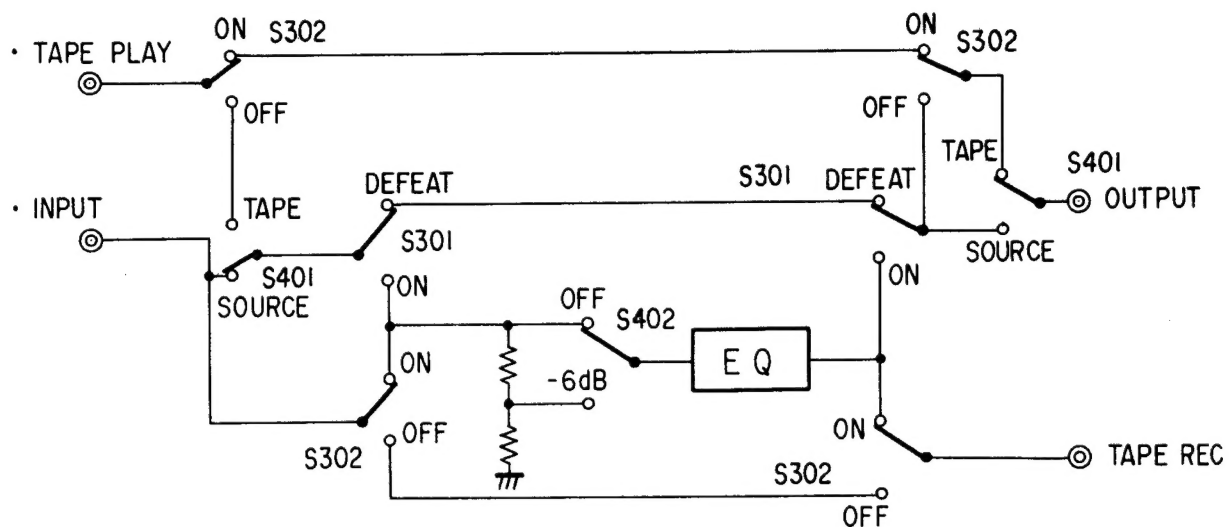 ON S302
ON S302
· TAPE PLAY
OFF
OFF
TAPE S401
S301 DEFEAT
DEFEAT
OUTPUT
· INPUT
TAPE
S301
SOURCE
S401
SOURCE
ON
ON
OFF S402
EQ
ON
-6dB
OFF
ON
S302
TAPE REC
S302
OFF